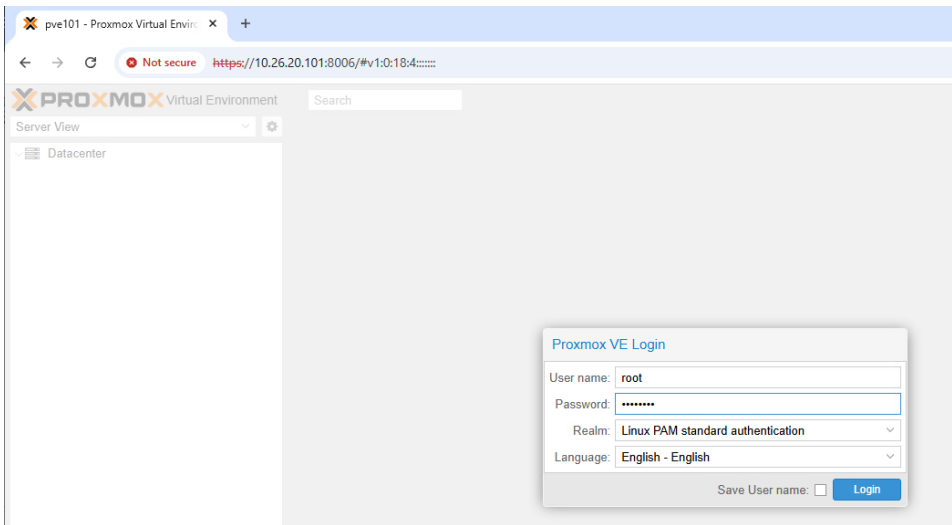 pve101 - Proxmox Virtual Enviro
Not secure https://10.26.20.101:8006/#v1:0:18:4:::::::
PROXMOX Virtual Environment Search
Server View
Datacenter
Proxmox VE Login
User name: root
Password: ••••••••
Realm: Linux PAM standard authentication
Language: English - English
Save User name: Login